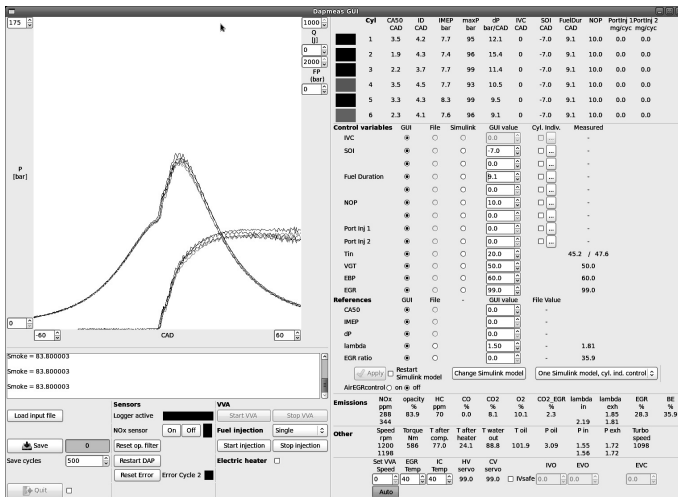 Dapmeas GUI
175
1000
Q
[J]
0
2000
FP
(bar)
0
P
[bar]
0
-60 CAD 60
Cyl CA50 ID IMEP maxP dP IVC SOI FuelDur NOP PortInj 1 PortInj 2
CAD CAD bar bar bar/CAD CAD CAD CAD mg/cyc mg/cyc
1 3.5 4.2 7.7 95 12.1 0 -7.0 9.1 10.0 0.0 0.0
2 1.9 4.3 7.4 96 15.4 0 -7.0 9.1 10.0 0.0 0.0
3 2.2 3.7 7.7 99 11.4 0 -7.0 9.1 10.0 0.0 0.0
4 3.5 4.5 7.7 93 10.5 0 -7.0 9.1 10.0 0.0 0.0
5 3.3 4.3 8.3 99 9.5 0 -7.0 9.1 10.0 0.0 0.0
6 2.3 4.1 7.6 96 9.1 0 -7.0 9.1 10.0 0.0 0.0
Control variables GUI File Simulink GUI value Cyl. Indiv. Measured
IVC 0.0 ... -
SOI -7.0 ... -
0.0 -
Fuel Duration 9.1 ... -
0.0 -
NOP 10.0 ... -
0.0 -
Port Inj 1 0.0 ... -
Port Inj 2 0.0 ... -
Tin 20.0 45.2 / 47.6
VGT 50.0 50.0
EBP 60.0 60.0
EGR 99.0 99.0
References GUI File - GUI value File Value
CA50 0.0 -
IMEP 0.0 -
dP 0.0 -
lambda 1.50 - 1.81
EGR ratio 0.0 - 35.9
Apply Restart Simulink model Change Simulink model One Simulink model, cyl. ind. control
AirEGRcontrol on off
Smoke = 83.800003
Smoke = 83.800003
Smoke = 83.800003
Load input file
Save 0
Save cycles 500
Quit
Sensors
Logger active
NOx sensor On Off
Reset op. filter
Restart DAP
Reset Error Error Cycle 2
VVA
Start VVA Stop VVA
Fuel injection Single
Start injection Stop injection
Electric heater
Emissions NOx opacity HC CO CO2 O2 CO2_EGR lambda lambda EGR BE
ppm % ppm % % % % in exh % %
288 83.9 70 0.0 8.1 10.1 2.3 1.85 28.3 35.9
344 2.19 1.81
Other Speed Torque T after T after T water T oil P oil P in P exh Turbo
rpm Nm comp. heater out speed
1200 586 77.0 24.1 88.8 101.9 3.09 1.55 1.72 1098
1198 1.56 1.72
Set VVA EGR IC HV CV
Speed Temp Temp servo servo IVO EVO EVC
0 40 40 99.0 99.0 IVsafe 0.0 0.0 0.0 0.0
Auto